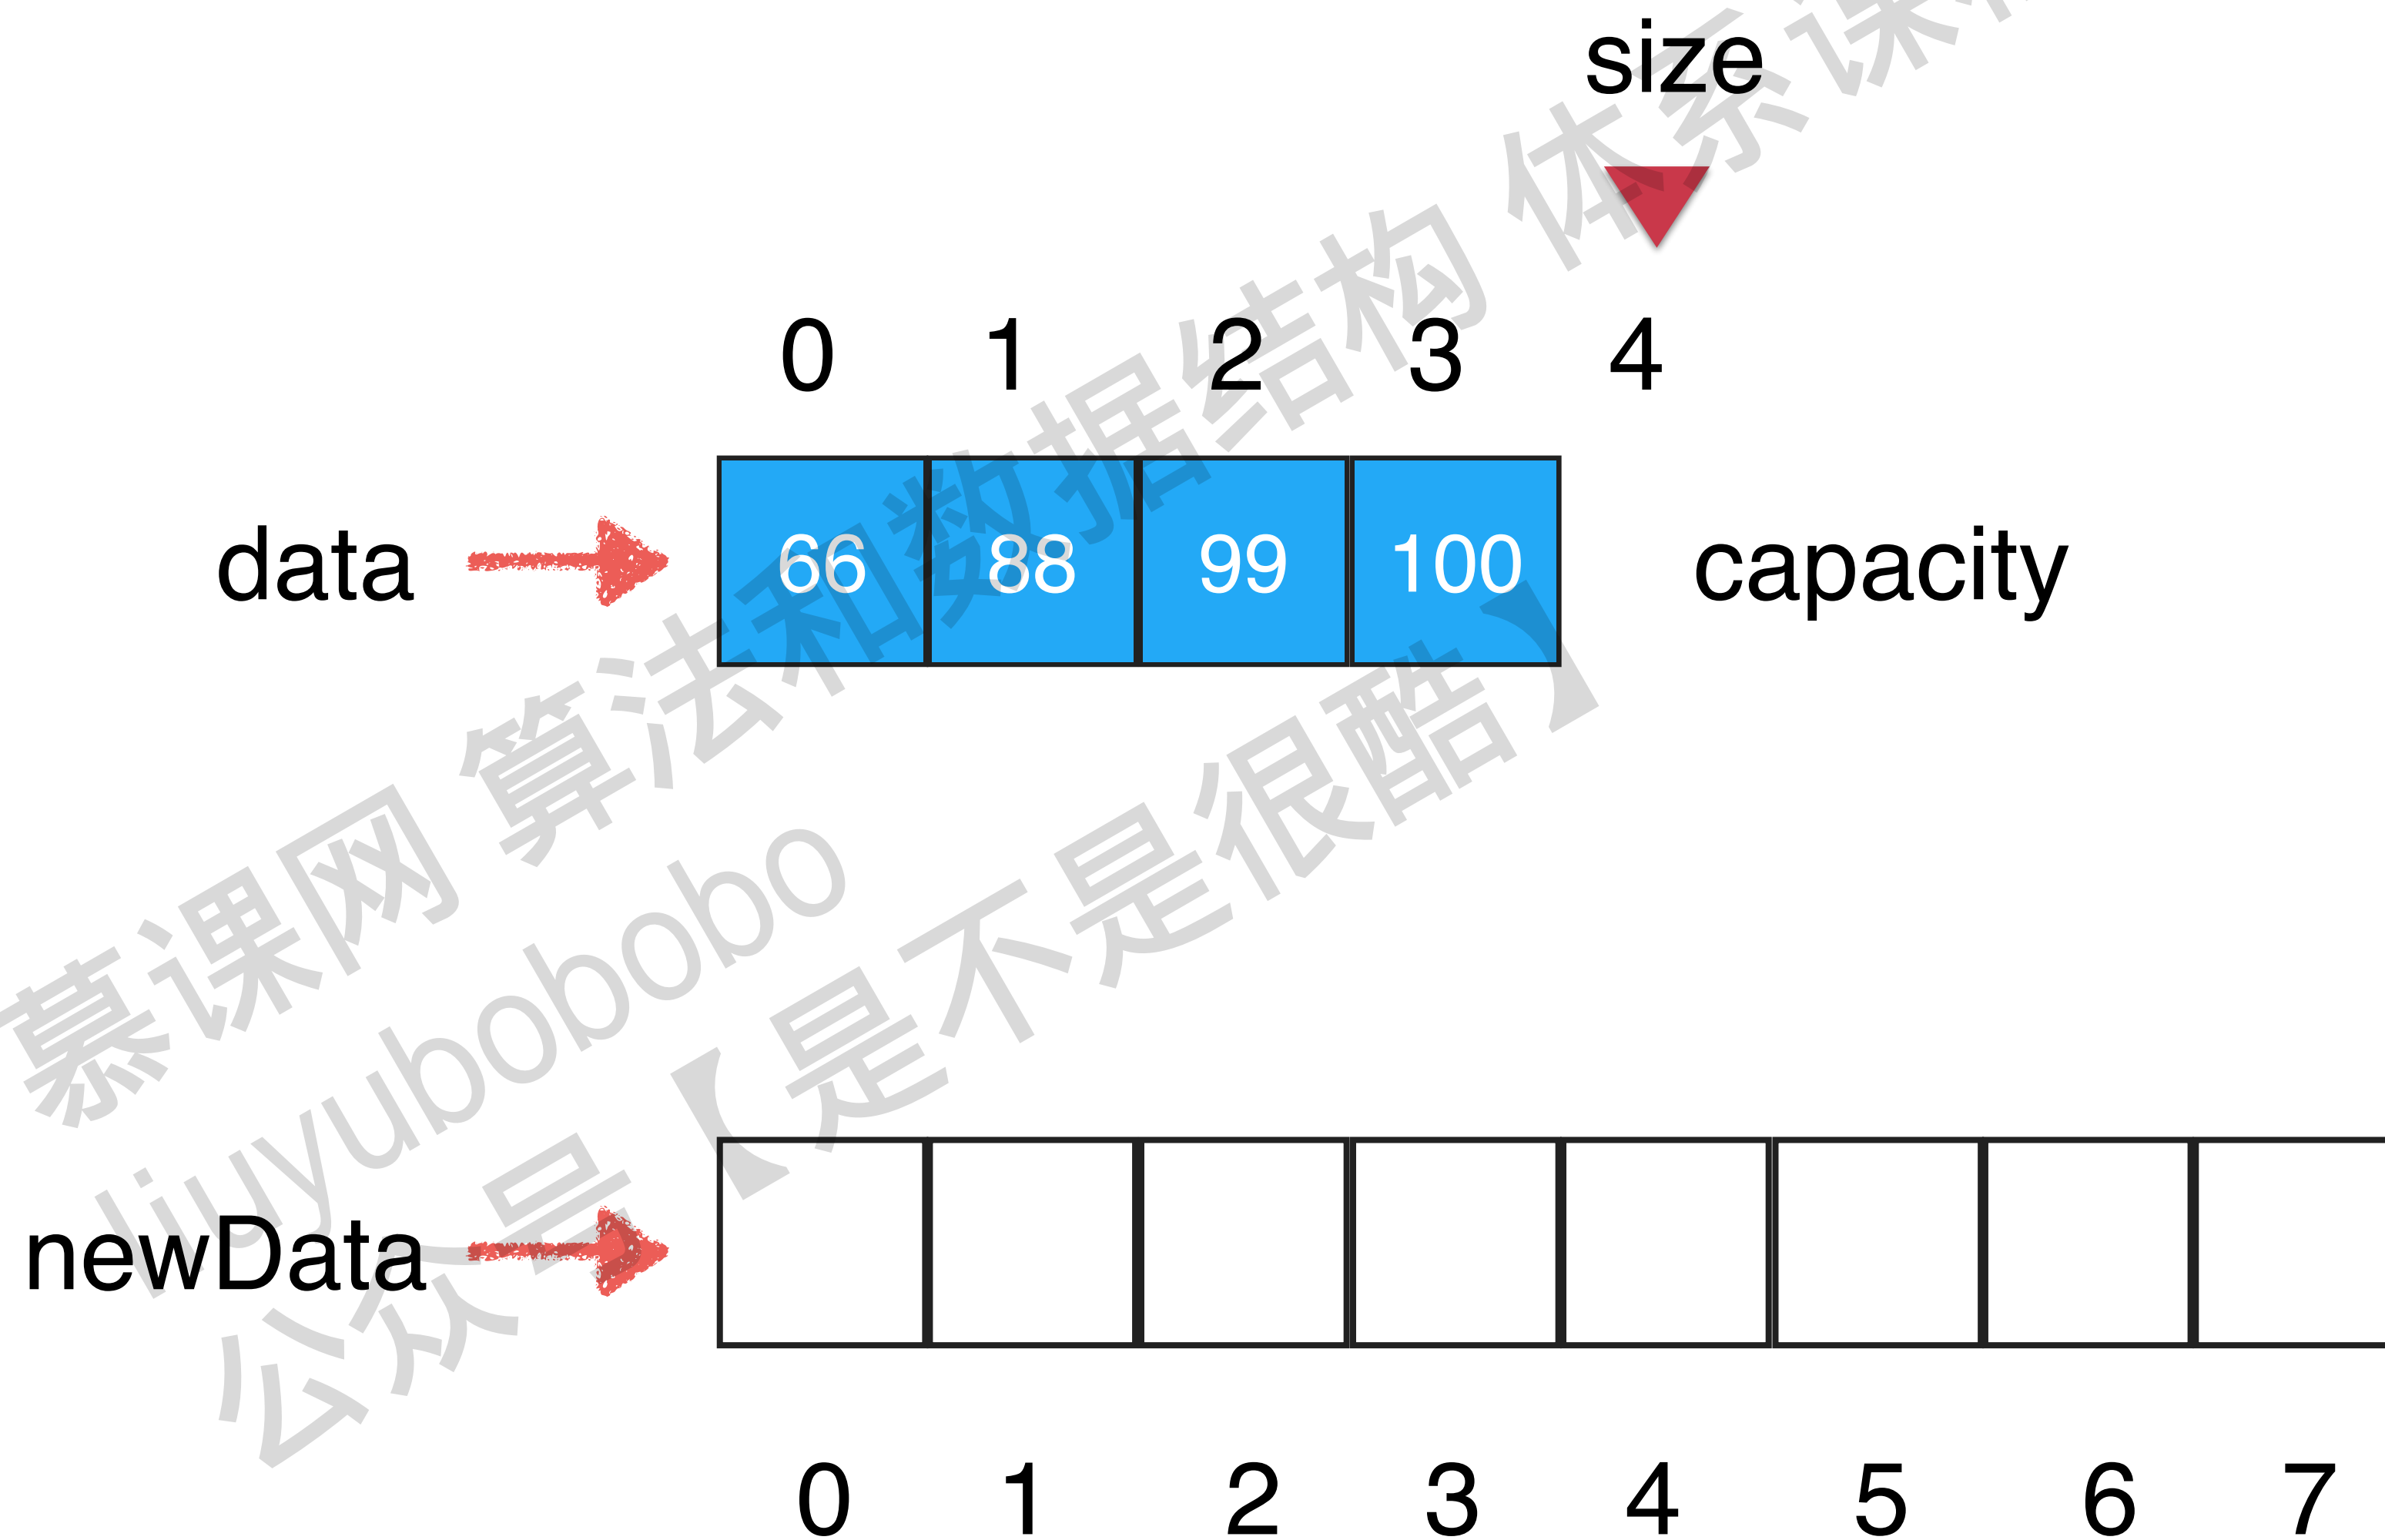 size
0 1 2 3 4
data 66 88 99 100 capacity
慕课网 算法和数据结构 体系课
liuyubobobo
公众号【是不是很酷】
newData
0 1 2 3 4 5 6 7